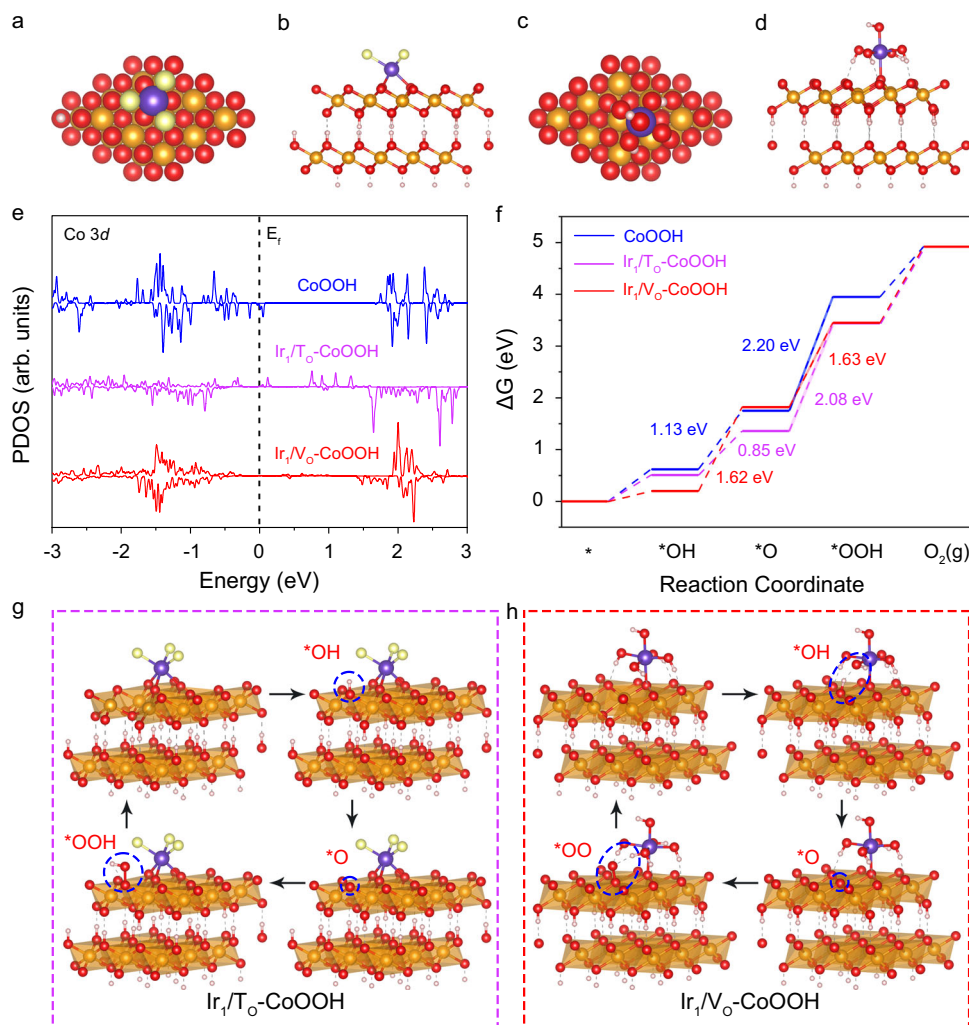 a
b
c
d
e
Co 3d
E_f
CoOOH
Ir₁/T_O-CoOOH
Ir₁/V_O-CoOOH
PDOS (arb. units)
-3 -2 -1 0 1 2 3
Energy (eV)
f
CoOOH
Ir₁/T_O-CoOOH
Ir₁/V_O-CoOOH
5
4
3
2
1
0
ΔG (eV)
2.20 eV
1.63 eV
1.13 eV
2.08 eV
0.85 eV
1.62 eV
* *OH *O *OOH O₂(g)
Reaction Coordinate
g
*OH
*OOH
*O
Ir₁/T_O-CoOOH
h
*OH
*OO
*O
Ir₁/V_O-CoOOH